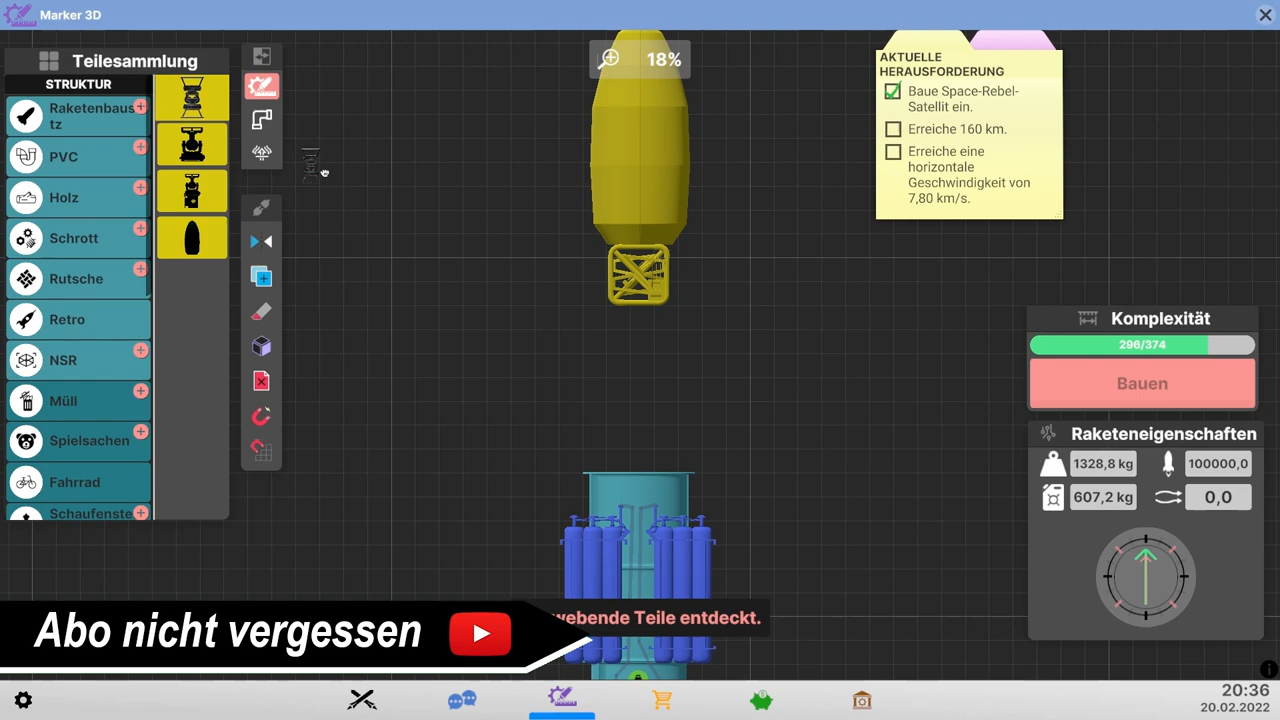 Marker 3D
Teilesammlung
STRUKTUR
Raketenbaus
tz
PVC
Holz
Schrott
Rutsche
Retro
NSR
Müll
Spielsachen
Fahrrad
Schaufenste
18%
AKTUELLE
HERAUSFORDERUNG
Baue Space-Rebel-
Satellit ein.
Erreiche 160 km.
Erreiche eine
horizontale
Geschwindigkeit von
7,80 km/s.
Komplexität
296/374
Bauen
Raketeneigenschaften
1328,8 kg
100000,0
607,2 kg
0,0
webende Teile entdeckt.
Abo nicht vergessen
20:36
20.02.2022